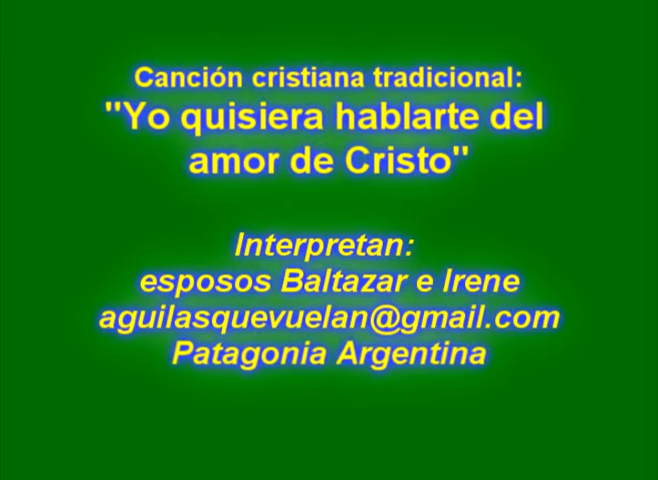 Canción cristiana tradicional:
"Yo quisiera hablarte del
amor de Cristo"
Interpretan:
esposos Baltazar e Irene
aguilasquevuelan@gmail.com
Patagonia Argentina